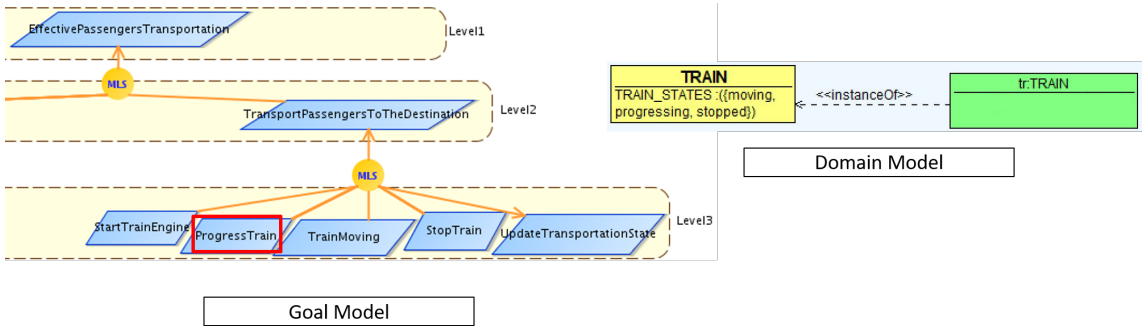 EffectivePassengersTransportation
Level1
MLS
TransportPassengersToTheDestination
Level2
MLS
StartTrainEngine
ProgressTrain
TrainMoving
StopTrain
UpdateTransportationState
Level3
Goal Model
TRAIN
TRAIN_STATES :({moving,
progressing, stopped})
<<instanceOf>>
tr:TRAIN
Domain Model